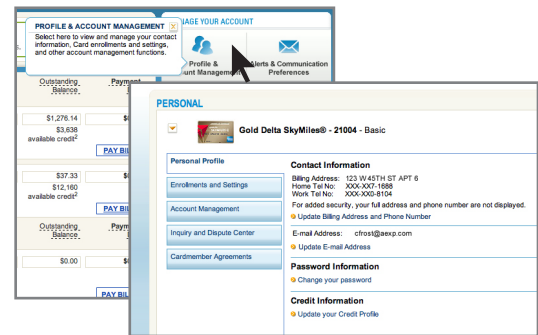 PROFILE & ACCOUNT MANAGEMENT
Select here to view and manage your contact
information, Card enrollments and settings,
and other account management functions.
NAGE YOUR ACCOUNT
Profile &
unt Managem
Alerts & Communication
Preferences
Outstanding
Balance
Payment
$1,276.14
$3,638
available credit2
PAY BIL
$37.33
$12,160
available credit2
PAY BIL
Outstanding
Balance
Paym
$0.00
PAY BIL
PERSONAL
Gold Delta SkyMiles® - 21004 - Basic
Personal Profile
Enrollments and Settings
Account Management
Inquiry and Dispute Center
Cardmember Agreements
Contact Information
Billing Address: 123 W 45TH ST APT 6
Home Tel No: XXX-XX7-1688
Work Tel No: XXX-XX0-8104
For added security, your full address and phone number are not displayed.
Update Billing Address and Phone Number
E-mail Address: cfrost@aexp.com
Update E-mail Address
Password Information
Change your password
Credit Information
Update your Credit Profile